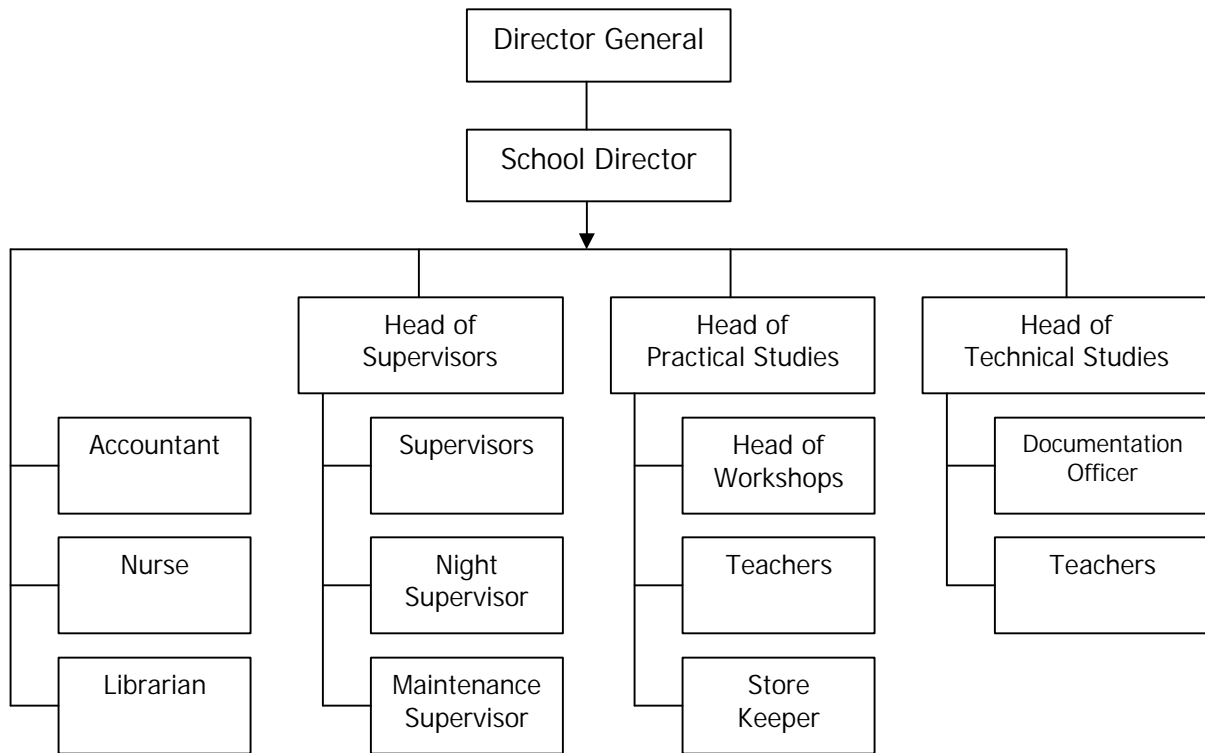 Director General
School Director
Head of
Supervisors
Head of
Practical Studies
Head of
Technical Studies
Accountant
Supervisors
Head of
Workshops
Documentation
Officer
Nurse
Night
Supervisor
Teachers
Teachers
Librarian
Maintenance
Supervisor
Store
Keeper